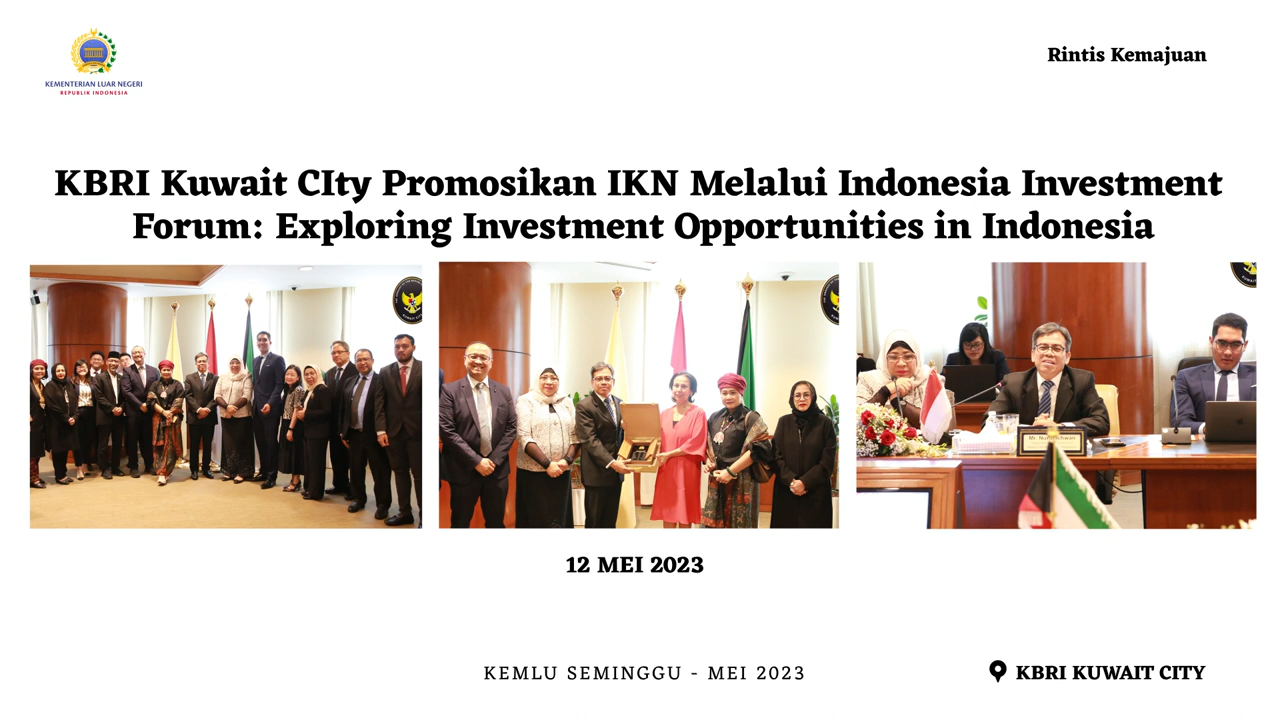 KEMENTERIAN LUAR NEGERI
REPUBLIK INDONESIA
Rintis Kemajuan
KBRI Kuwait CIty Promosikan IKN Melalui Indonesia Investment
Forum: Exploring Investment Opportunities in Indonesia
12 MEI 2023
KEMLU SEMINGGU - MEI 2023
KBRI KUWAIT CITY